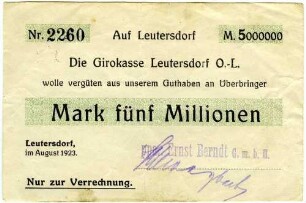 Nr. 2260 Auf Leutersdorf M. 5000000
Die Girokasse Leutersdorf O.-L.
wolle vergüten aus unserem Guthaben an Überbringer
Mark fünf Millionen
Leutersdorf,
im August 1923.
Ernst Berndt G. m. b. H.
Nur zur Verrechnung.